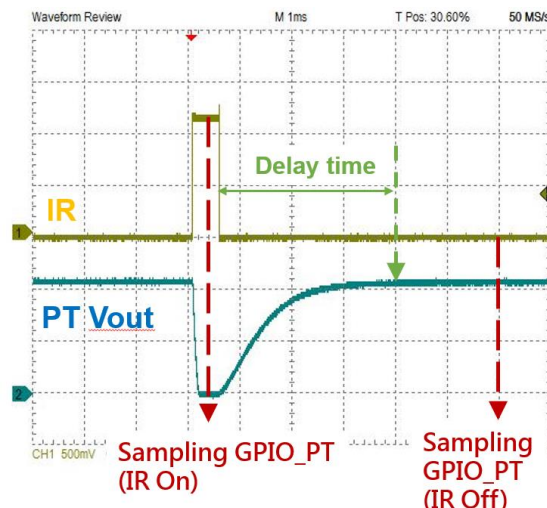 Waveform Review M 1ms T Pos: 30.60% 50 MS/s
Delay time
IR
1
PT Vout
2
CH1 500mV
Sampling GPIO_PT
(IR On)
Sampling
GPIO_PT
(IR Off)